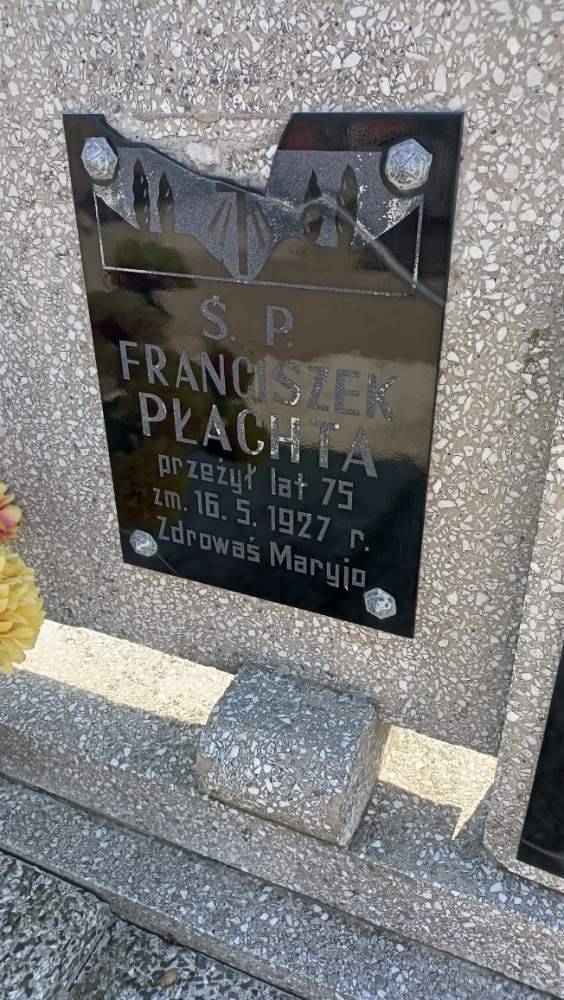 Ś. P.
FRANCISZEK
PŁACHTA
przeżył lat 75
zm. 16. 5. 1927 r.
Zdrowaś Maryjo